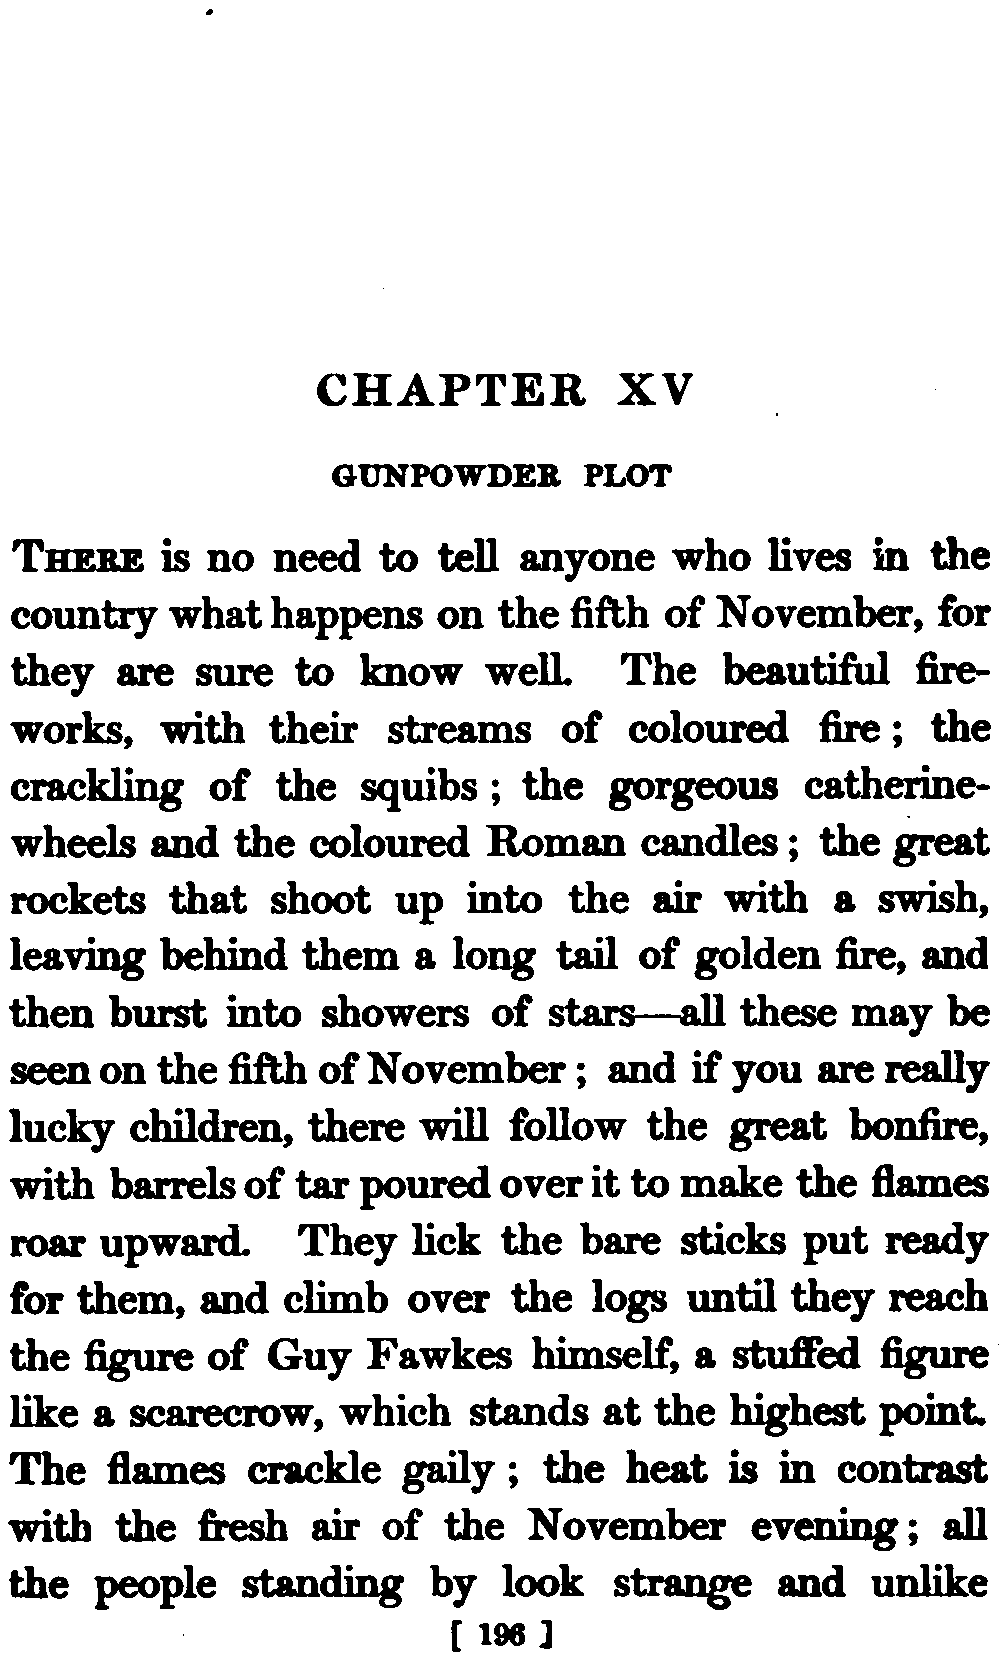 CHAPTER XV
GUNPOWDER PLOT
THERE is no need to tell anyone who lives in the
country what happens on the fifth of November, for
they are sure to know well. The beautiful fire-
works, with their streams of coloured fire ; the
crackling of the squibs ; the gorgeous catherine-
wheels and the coloured Roman candles ; the great
rockets that shoot up into the air with a swish,
leaving behind them a long tail of golden fire, and
then burst into showers of stars—all these may be
seen on the fifth of November ; and if you are really
lucky children, there will follow the great bonfire,
with barrels of tar poured over it to make the flames
roar upward. They lick the bare sticks put ready
for them, and climb over the logs until they reach
the figure of Guy Fawkes himself, a stuffed figure
like a scarecrow, which stands at the highest point.
The flames crackle gaily ; the heat is in contrast
with the fresh air of the November evening ; all
the people standing by look strange and unlike
[ 196 ]